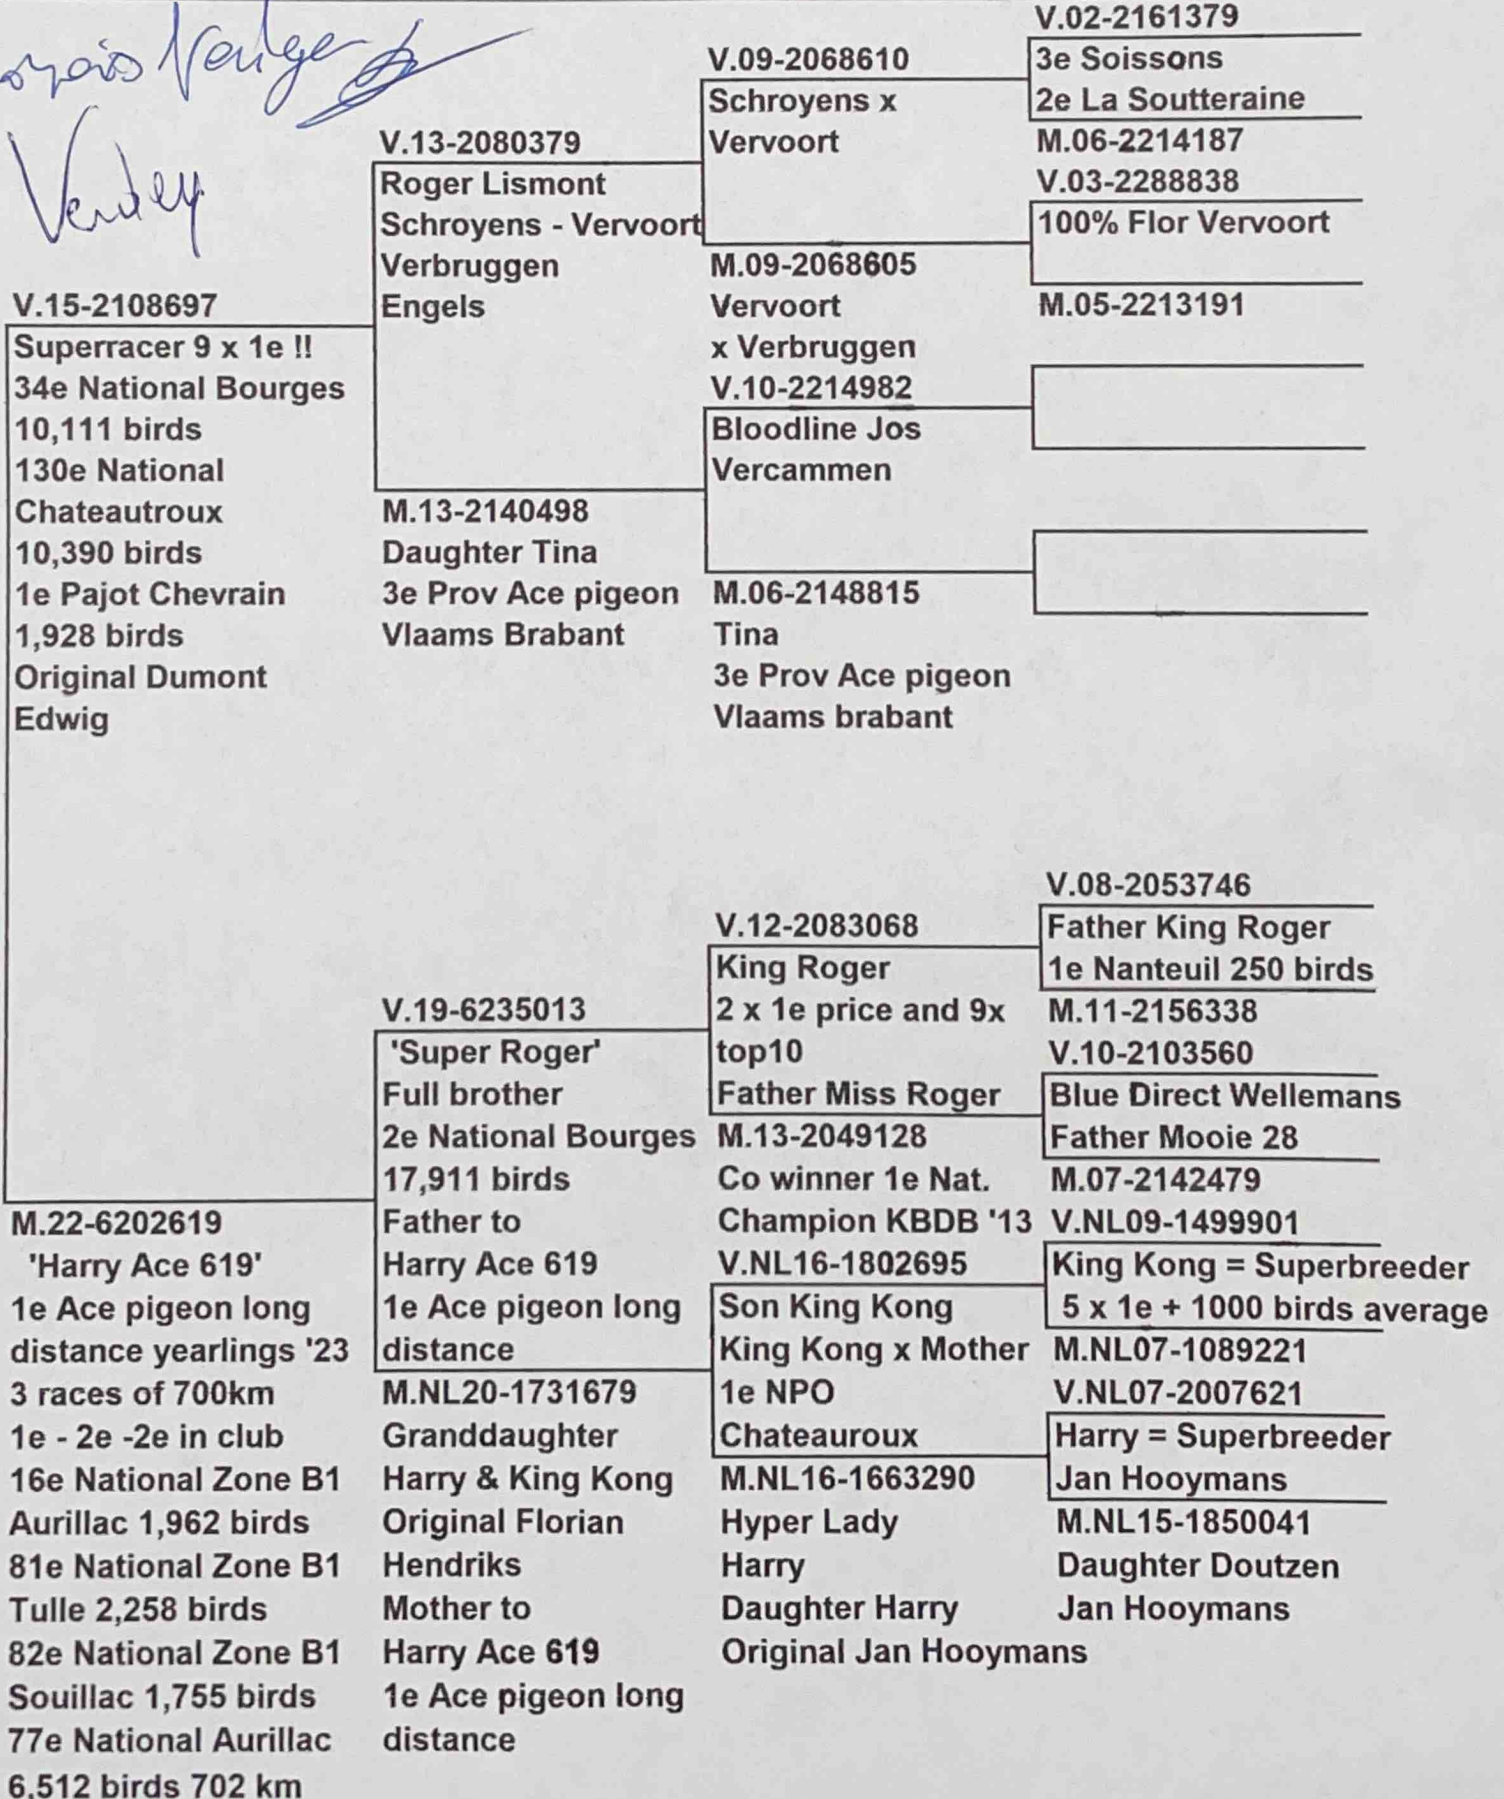 V.15-2108697
Superracer 9 x 1e !!
34e National Bourges
10,111 birds
130e National
Chateautroux
10,390 birds
1e Pajot Chevrain
1,928 birds
Original Dumont
Edwig
M.22-6202619
'Harry Ace 619'
1e Ace pigeon long
distance yearlings '23
3 races of 700km
1e - 2e -2e in club
16e National Zone B1
Aurillac 1,962 birds
81e National Zone B1
Tulle 2,258 birds
82e National Zone B1
Souillac 1,755 birds
77e National Aurillac
6,512 birds 702 km
V.13-2080379
Roger Lismont
Schroyens - Vervoort
Verbruggen
Engels
M.13-2140498
Daughter Tina
3e Prov Ace pigeon
Vlaams Brabant
V.19-6235013
'Super Roger'
Full brother
2e National Bourges
17,911 birds
Father to
Harry Ace 619
1e Ace pigeon long
distance
M.NL20-1731679
Granddaughter
Harry & King Kong
Original Florian
Hendriks
Mother to
Harry Ace 619
1e Ace pigeon long
distance
V.09-2068610
Schroyens x
Vervoort
M.09-2068605
Vervoort
x Verbruggen
V.10-2214982
Bloodline Jos
Vercammen
M.06-2148815
Tina
3e Prov Ace pigeon
Vlaams brabant
V.12-2083068
King Roger
2 x 1e price and 9x
top10
Father Miss Roger
M.13-2049128
Co winner 1e Nat.
Champion KBDB '13
V.NL16-1802695
Son King Kong
King Kong x Mother
1e NPO
Chateauroux
M.NL16-1663290
Hyper Lady
Harry
Daughter Harry
Original Jan Hooymans
V.02-2161379
3e Soissons
2e La Soutteraine
M.06-2214187
V.03-2288838
100% Flor Vervoort
M.05-2213191
V.08-2053746
Father King Roger
1e Nanteuil 250 birds
M.11-2156338
V.10-2103560
Blue Direct Wellemans
Father Mooie 28
M.07-2142479
V.NL09-1499901
King Kong = Superbreeder
5 x 1e + 1000 birds average
M.NL07-1089221
V.NL07-2007621
Harry = Superbreeder
Jan Hooymans
M.NL15-1850041
Daughter Doutzen
Jan Hooymans